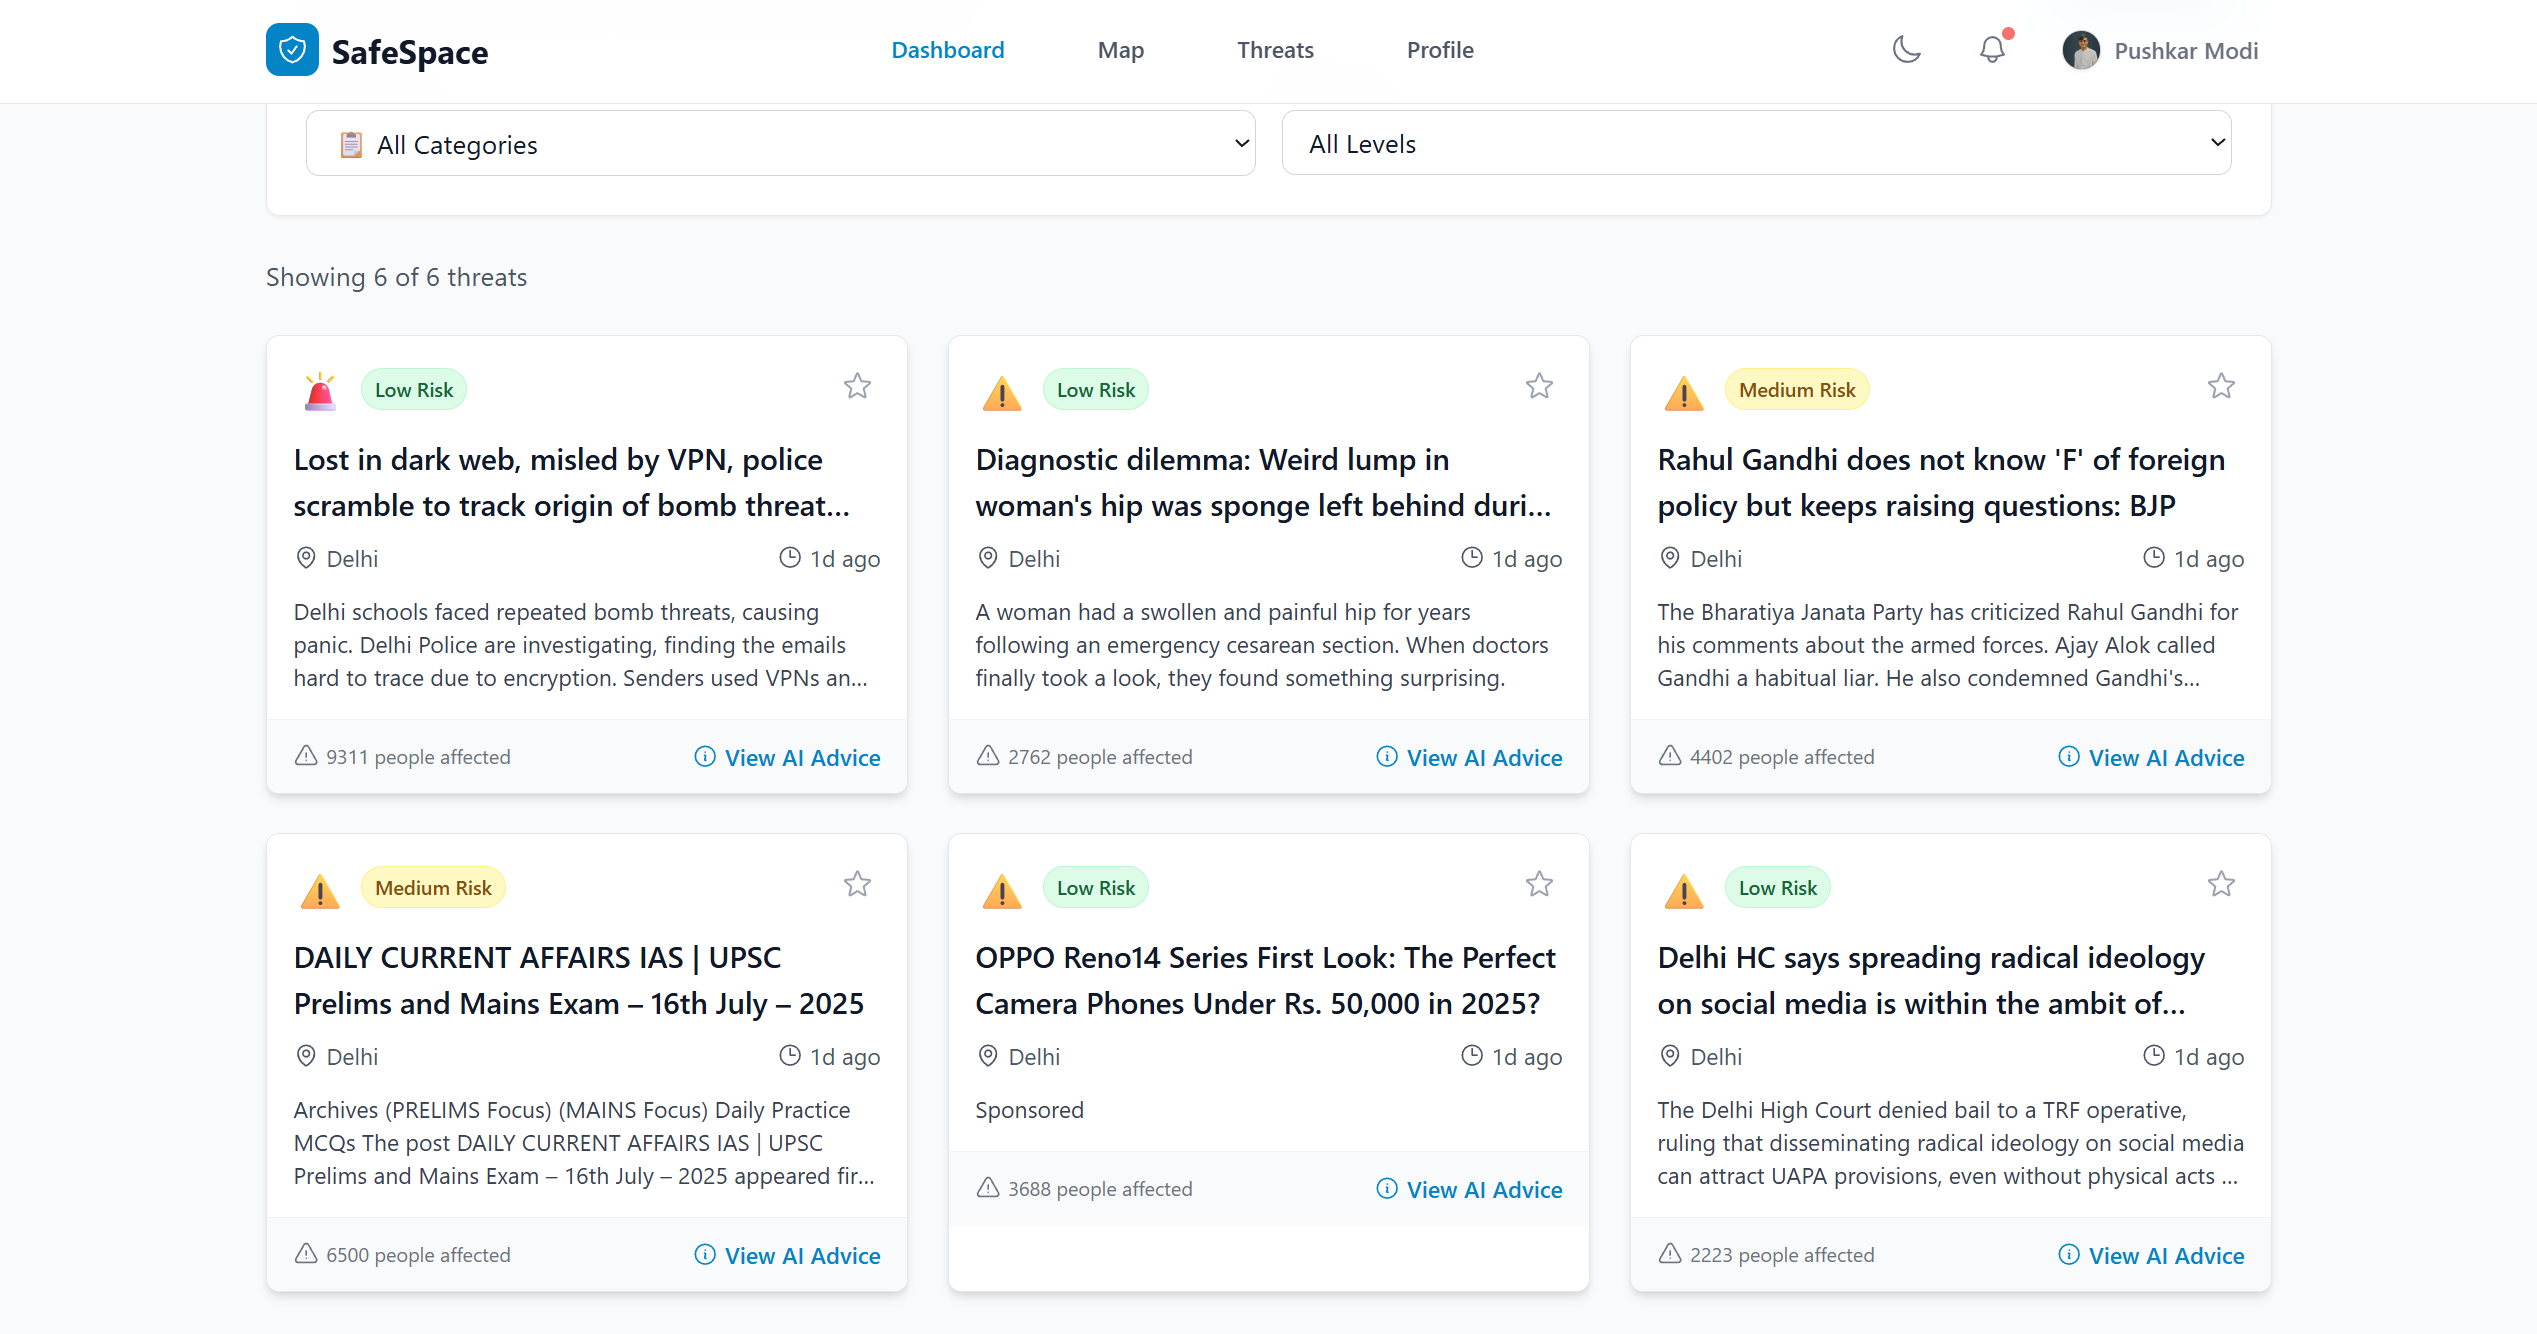 SafeSpace
Dashboard
Map
Threats
Profile
Pushkar Modi
All Categories
All Levels
Showing 6 of 6 threats
Low Risk
Lost in dark web, misled by VPN, police
scramble to track origin of bomb threat...
Delhi
1d ago
Delhi schools faced repeated bomb threats, causing
panic. Delhi Police are investigating, finding the emails
hard to trace due to encryption. Senders used VPNs an...
9311 people affected
View AI Advice
Low Risk
Diagnostic dilemma: Weird lump in
woman's hip was sponge left behind duri...
Delhi
1d ago
A woman had a swollen and painful hip for years
following an emergency cesarean section. When doctors
finally took a look, they found something surprising.
2762 people affected
View AI Advice
Medium Risk
Rahul Gandhi does not know 'F' of foreign
policy but keeps raising questions: BJP
Delhi
1d ago
The Bharatiya Janata Party has criticized Rahul Gandhi for
his comments about the armed forces. Ajay Alok called
Gandhi a habitual liar. He also condemned Gandhi's...
4402 people affected
View AI Advice
Medium Risk
DAILY CURRENT AFFAIRS IAS | UPSC
Prelims and Mains Exam – 16th July – 2025
Delhi
1d ago
Archives (PRELIMS Focus) (MAINS Focus) Daily Practice
MCQs The post DAILY CURRENT AFFAIRS IAS | UPSC
Prelims and Mains Exam – 16th July – 2025 appeared fir...
6500 people affected
View AI Advice
Low Risk
OPPO Reno14 Series First Look: The Perfect
Camera Phones Under Rs. 50,000 in 2025?
Delhi
1d ago
Sponsored
3688 people affected
View AI Advice
Low Risk
Delhi HC says spreading radical ideology
on social media is within the ambit of...
Delhi
1d ago
The Delhi High Court denied bail to a TRF operative,
ruling that disseminating radical ideology on social media
can attract UAPA provisions, even without physical acts ...
2223 people affected
View AI Advice